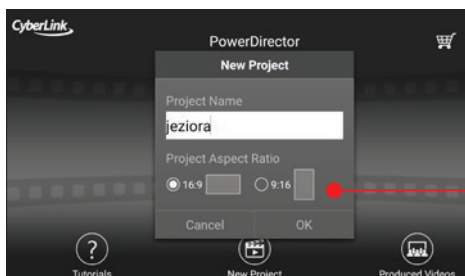 CyberLink
PowerDirector
New Project
Project Name
jeziora
Project Aspect Ratio
16:9 9:16
Cancel OK
Tutorials New Project Produced Videos